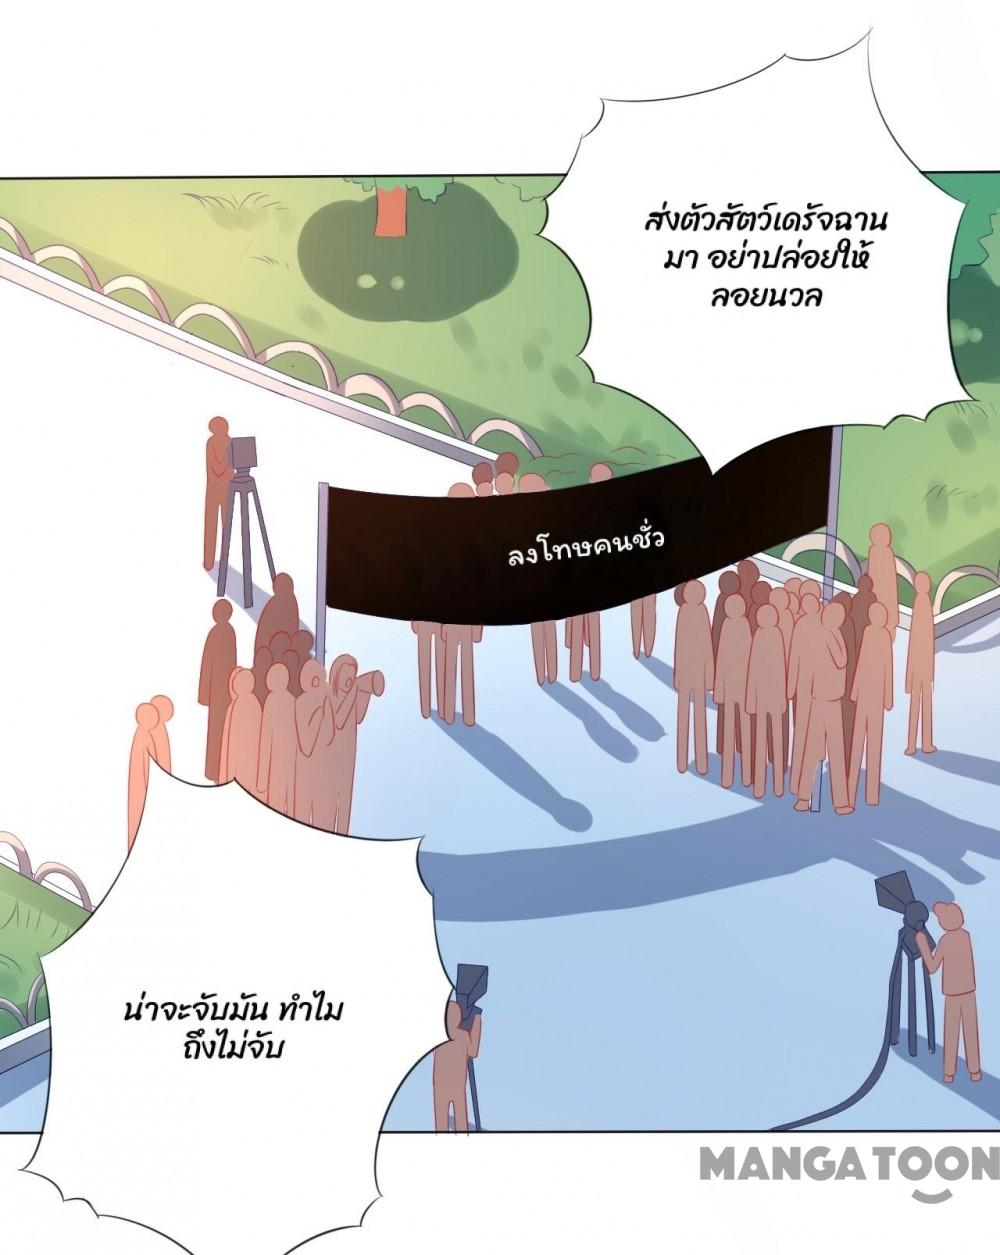 ส่งตัวสัตว์เดรัจฉาน
มา อย่าปล่อยให้
ลอยนวล
ลงโทษคนชั่ว
น่าจะจับมัน ทำไม
ถึงไม่จับ
MANGATOON